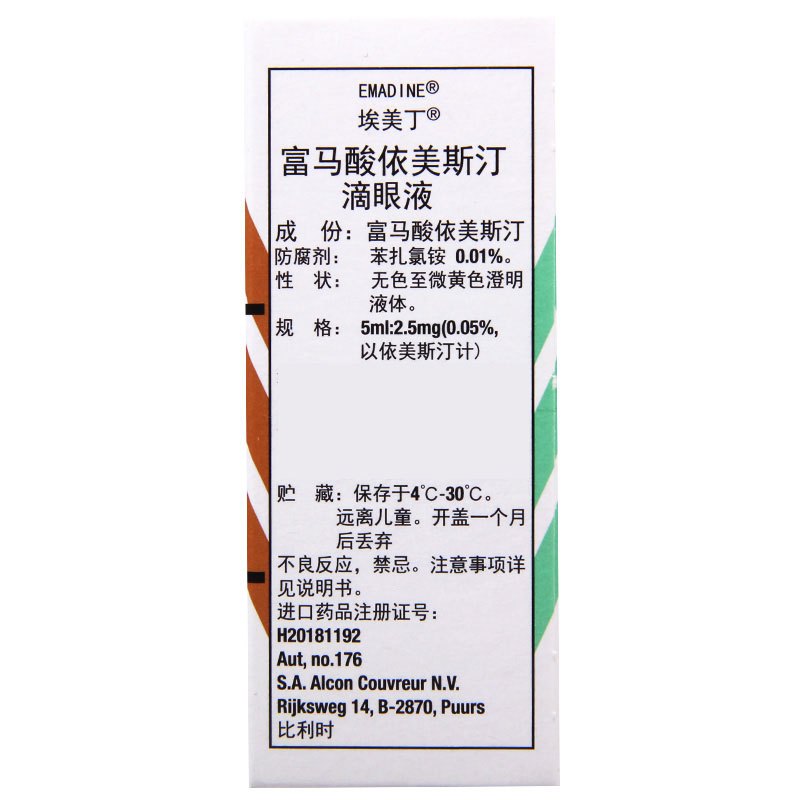 EMADINE®
埃美丁®
富马酸依美斯汀
滴眼液
成 份：富马酸依美斯汀
防腐剂： 苯扎氯铵 0.01%。
性 状： 无色至微黄色澄明
液体。
规 格： 5ml:2.5mg(0.05%,
以依美斯汀计)
贮 藏：保存于4℃-30℃。
远离儿童。开盖一个月
后丢弃
不良反应，禁忌。注意事项详
见说明书。
进口药品注册证号：
H20181192
Aut, no.176
S.A. Alcon Couvreur N.V.
Rijksweg 14, B-2870, Puurs
比利时